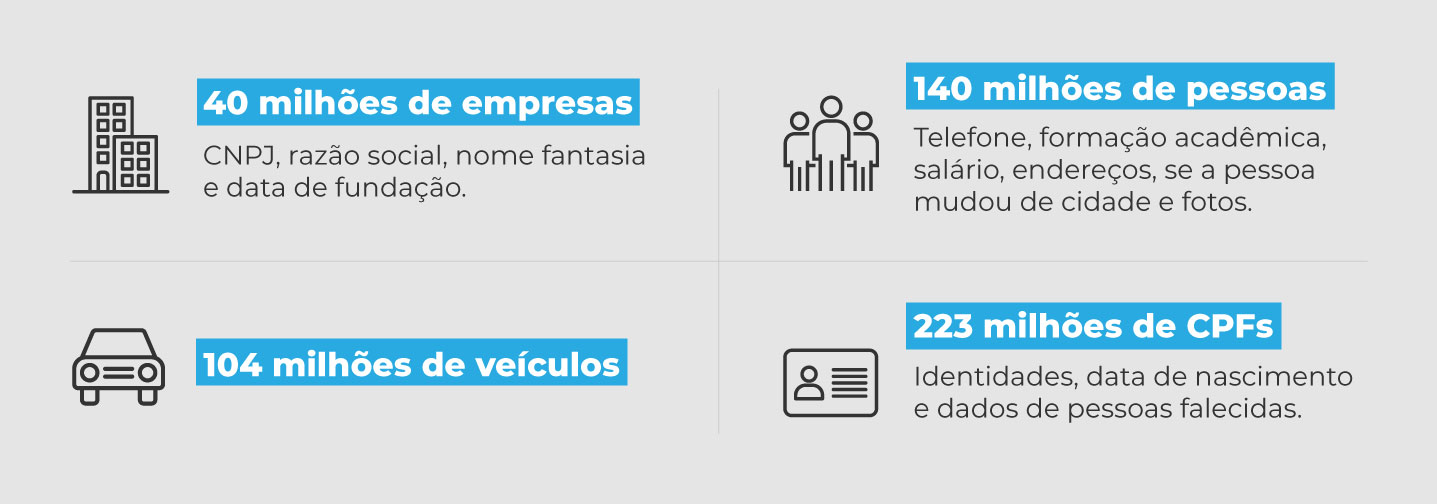 40 milhões de empresas
CNPJ, razão social, nome fantasia
e data de fundação.
140 milhões de pessoas
Telefone, formação acadêmica,
salário, endereços, se a pessoa
mudou de cidade e fotos.
104 milhões de veículos
223 milhões de CPFs
Identidades, data de nascimento
e dados de pessoas falecidas.